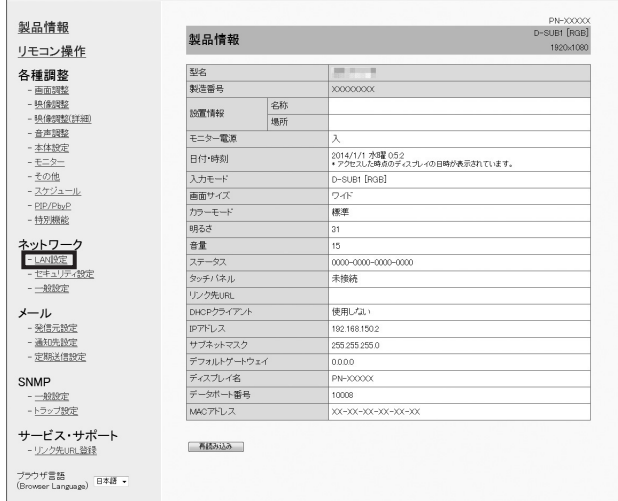 製品情報
リモコン操作
各種調整
- 画面調整
- 映像調整
- 映像調整(詳細)
- 音声調整
- 本体設定
- モニター
- その他
- スケジュール
- PIP/PbyP
- 特別機能
ネットワーク
- LAN設定
- セキュリティ設定
- 一般設定
メール
- 発信元設定
- 通知先設定
- 定期送信設定
SNMP
- 一般設定
- トラップ設定
サービス・サポート
- リンク先URL登録
ブラウザ言語
(Browser Language) 日本語
PN-XXXXX
製品情報 D-SUB1 [RGB]
1920x1080
型名
製造番号 XXXXXXXX
設置情報 名称
場所
モニター電源 入
日付・時刻 2014/1/1 水曜 0:52
* アクセスした時点のディスプレイの日時が表示されています。
入力モード D-SUB1 [RGB]
画面サイズ ワイド
カラーモード 標準
明るさ 31
音量 15
ステータス 0000-0000-0000-0000
タッチパネル 未接続
リンク先URL
DHCPクライアント 使用しない
IPアドレス 192.168.150.2
サブネットマスク 255.255.255.0
デフォルトゲートウェイ 0.0.0.0
ディスプレイ名 PN-XXXXX
データポート番号 10008
MACアドレス XX-XX-XX-XX-XX-XX
再読み込み